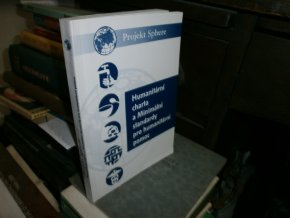 Projekt Sphere
Humanitární
charta
a Minimální
standardy
pro humanitární
pomoc